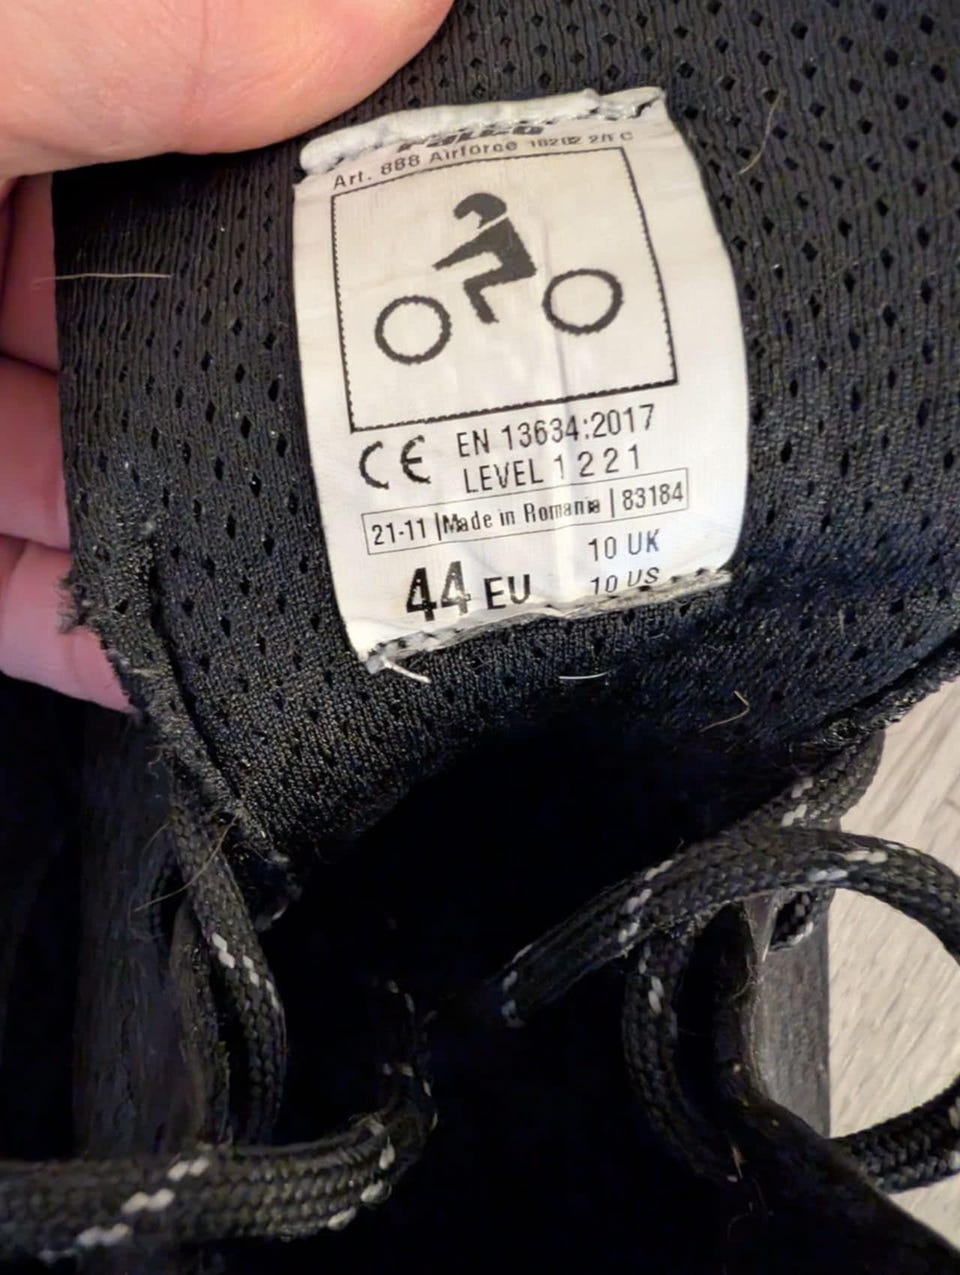 Art. 888 Airforce
CE
EN 13634:2017
LEVEL 1 2 2 1
21-11 | Made in Romania | 83184
44 EU
10 UK
10 US